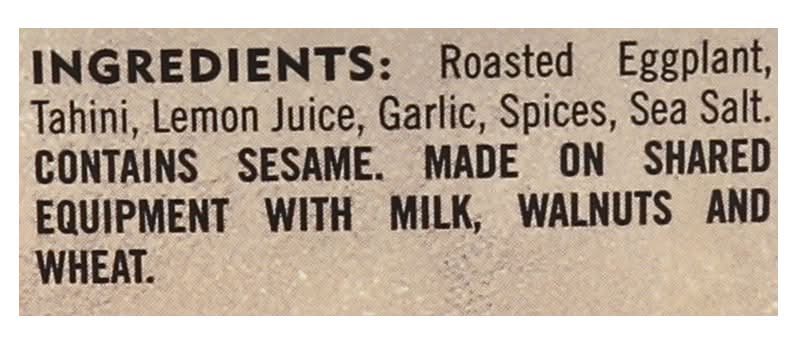 INGREDIENTS: Roasted Eggplant,
Tahini, Lemon Juice, Garlic, Spices, Sea Salt.
CONTAINS SESAME. MADE ON SHARED
EQUIPMENT WITH MILK, WALNUTS AND
WHEAT.